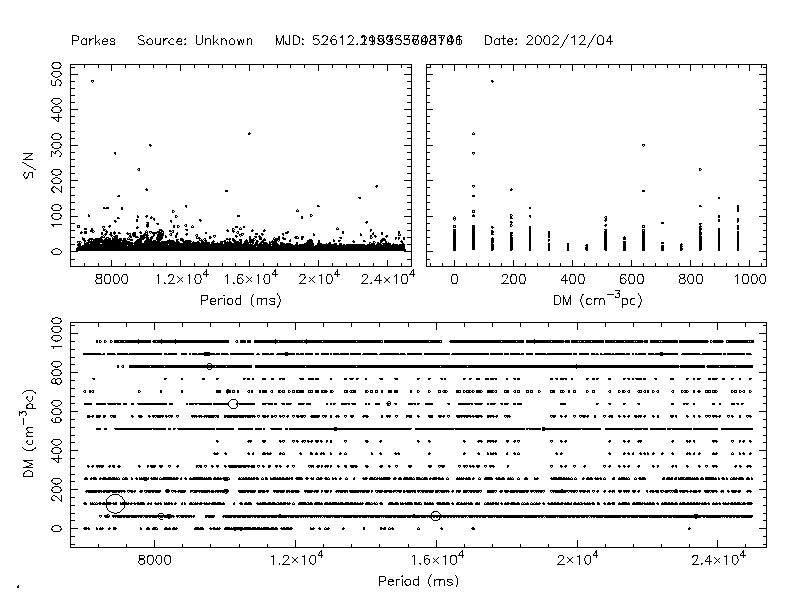 Parkes Source: Unknown MJD: Date: 2002/12/04
500
400
300
200
100
0
S/N
8000 1.2×10⁴ 1.6×10⁴ 2×10⁴ 2.4×10⁴
Period (ms)
0 200 400 600 800 1000
DM (cm⁻³pc)
1000
800
600
400
200
0
DM (cm⁻³pc)
8000 1.2×10⁴ 1.6×10⁴ 2×10⁴ 2.4×10⁴
Period (ms)